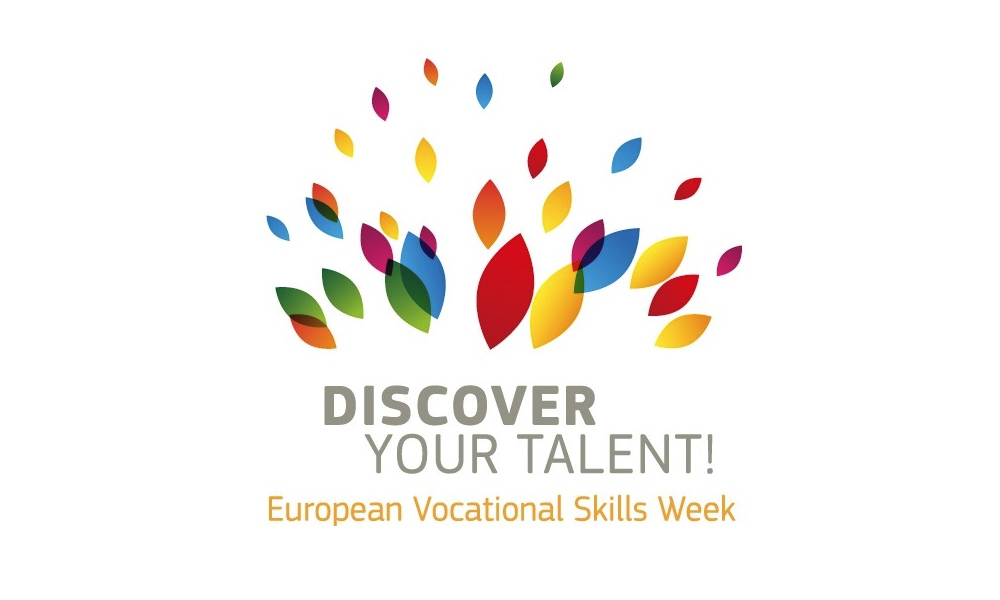 DISCOVER
YOUR TALENT!
European Vocational Skills Week